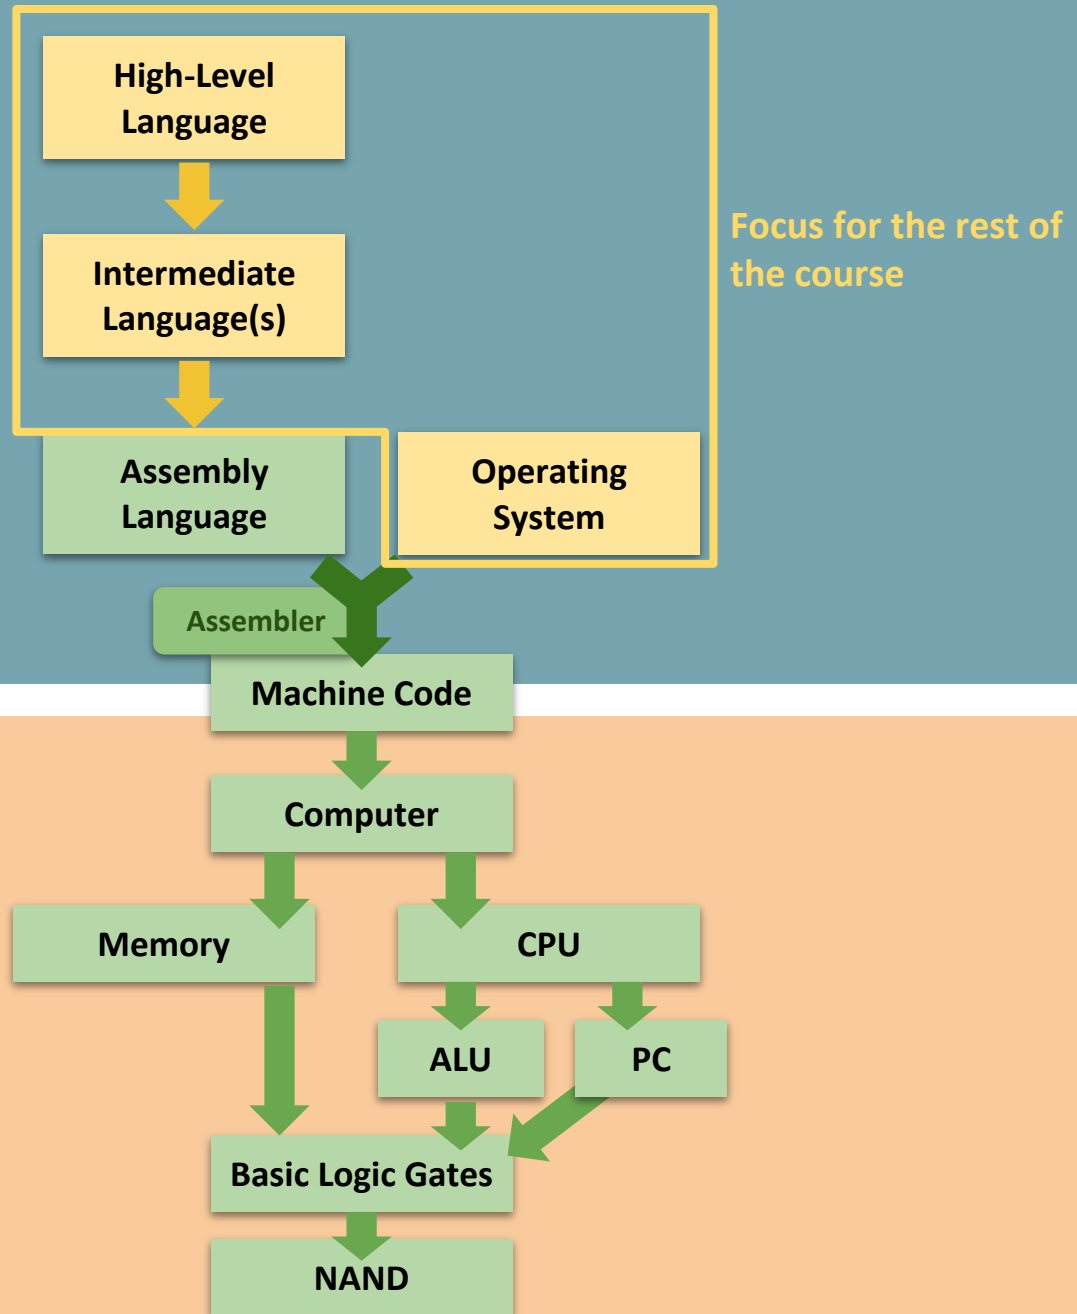 High-Level
Language
Focus for the rest of
the course
Intermediate
Language(s)
Assembly
Language
Operating
System
Assembler
Machine Code
Computer
Memory
CPU
ALU
PC
Basic Logic Gates
NAND